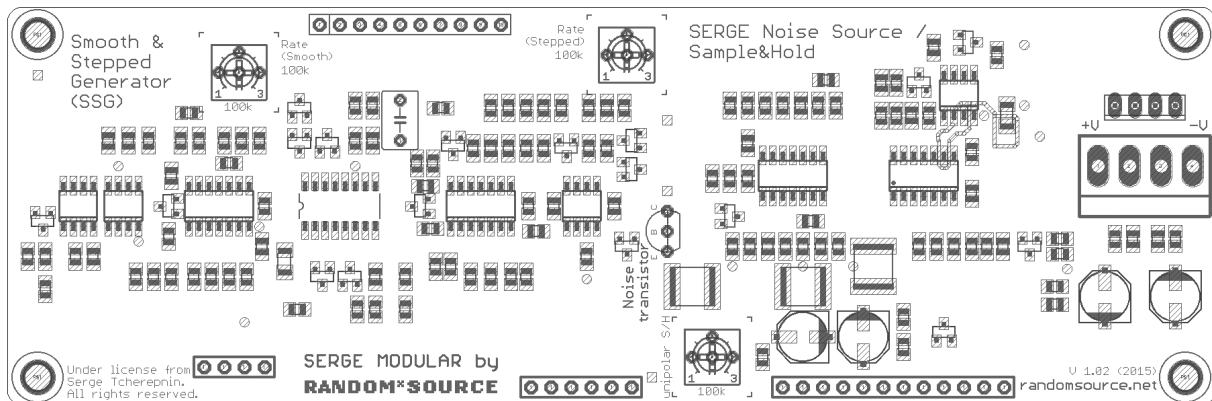 Smooth &
Stepped
Generator
(SSG)
Rate
(Smooth)
100k
1 3
100k
Rate
(Stepped)
100k
1 3
SERGE Noise Source /
Sample&Hold
+V -V
C
B
E
Noise
transistor
unipolar S/H
1 3
100k
Under license from
Serge Tcherepnin.
All rights reserved.
SERGE MODULAR by
RANDOM*SOURCE
V 1.02 (2015)
randomsource.net